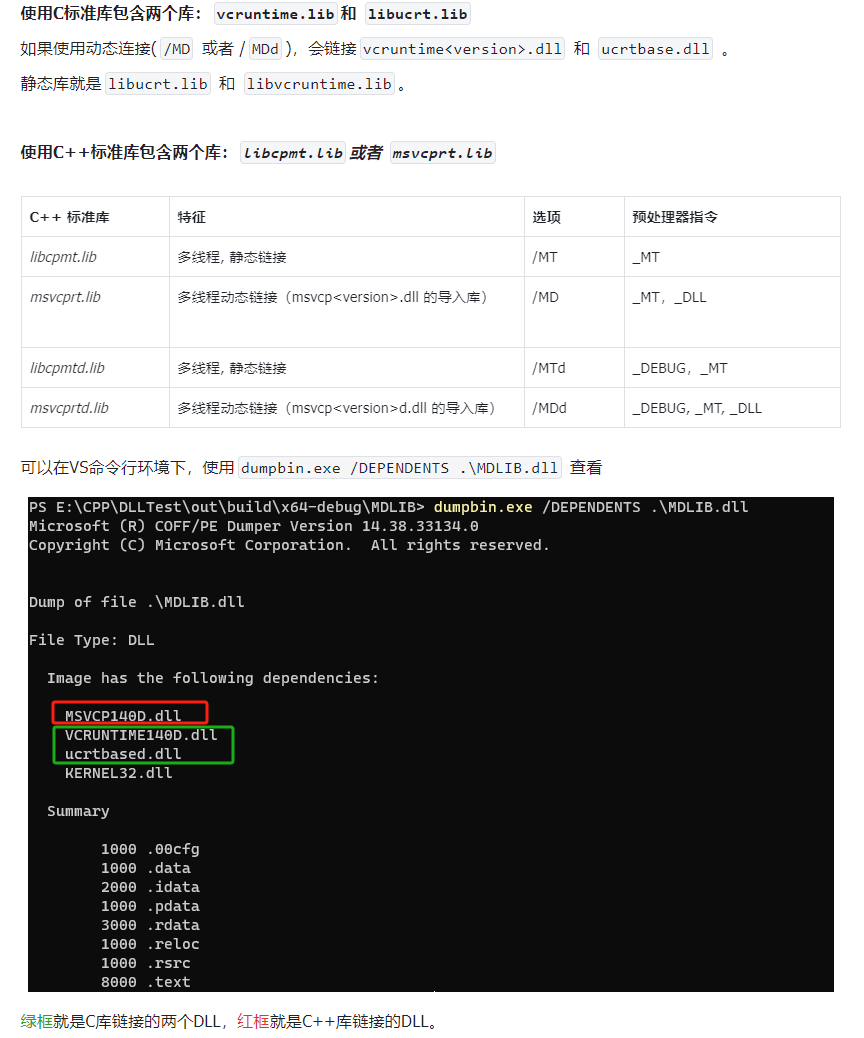 使用C标准库包含两个库： vcruntime.lib 和 libucrt.lib
如果使用动态连接( /MD 或者 / MDd )，会链接 vcruntime<version>.dll 和 ucrtbase.dll 。
静态库就是 libucrt.lib 和 libvcruntime.lib 。
使用C++标准库包含两个库： libcpmt.lib 或者 msvcprt.lib
C++ 标准库 特征 选项 预处理器指令
libcpmt.lib 多线程, 静态链接 /MT _MT
msvcprt.lib 多线程动态链接（msvcp<version>.dll 的导入库） /MD _MT，_DLL
libcpmtd.lib 多线程, 静态链接 /MTd _DEBUG，_MT
msvcprtd.lib 多线程动态链接（msvcp<version>d.dll 的导入库） /MDd _DEBUG, _MT, _DLL
可以在VS命令行环境下，使用 dumpbin.exe /DEPENDENTS .\MDLIB.dll 查看
PS E:\CPP\DLLTest\out\build\x64-debug\MDLIB> dumpbin.exe /DEPENDENTS .\MDLIB.dll
Microsoft (R) COFF/PE Dumper Version 14.38.33134.0
Copyright (C) Microsoft Corporation.  All rights reserved.
Dump of file .\MDLIB.dll
File Type: DLL
Image has the following dependencies:
MSVCP140D.dll
VCRUNTIME140D.dll
ucrtbased.dll
KERNEL32.dll
Summary
1000 .00cfg
1000 .data
2000 .idata
1000 .pdata
3000 .rdata
1000 .reloc
1000 .rsrc
8000 .text
绿框就是C库链接的两个DLL，红框就是C++库链接的DLL。